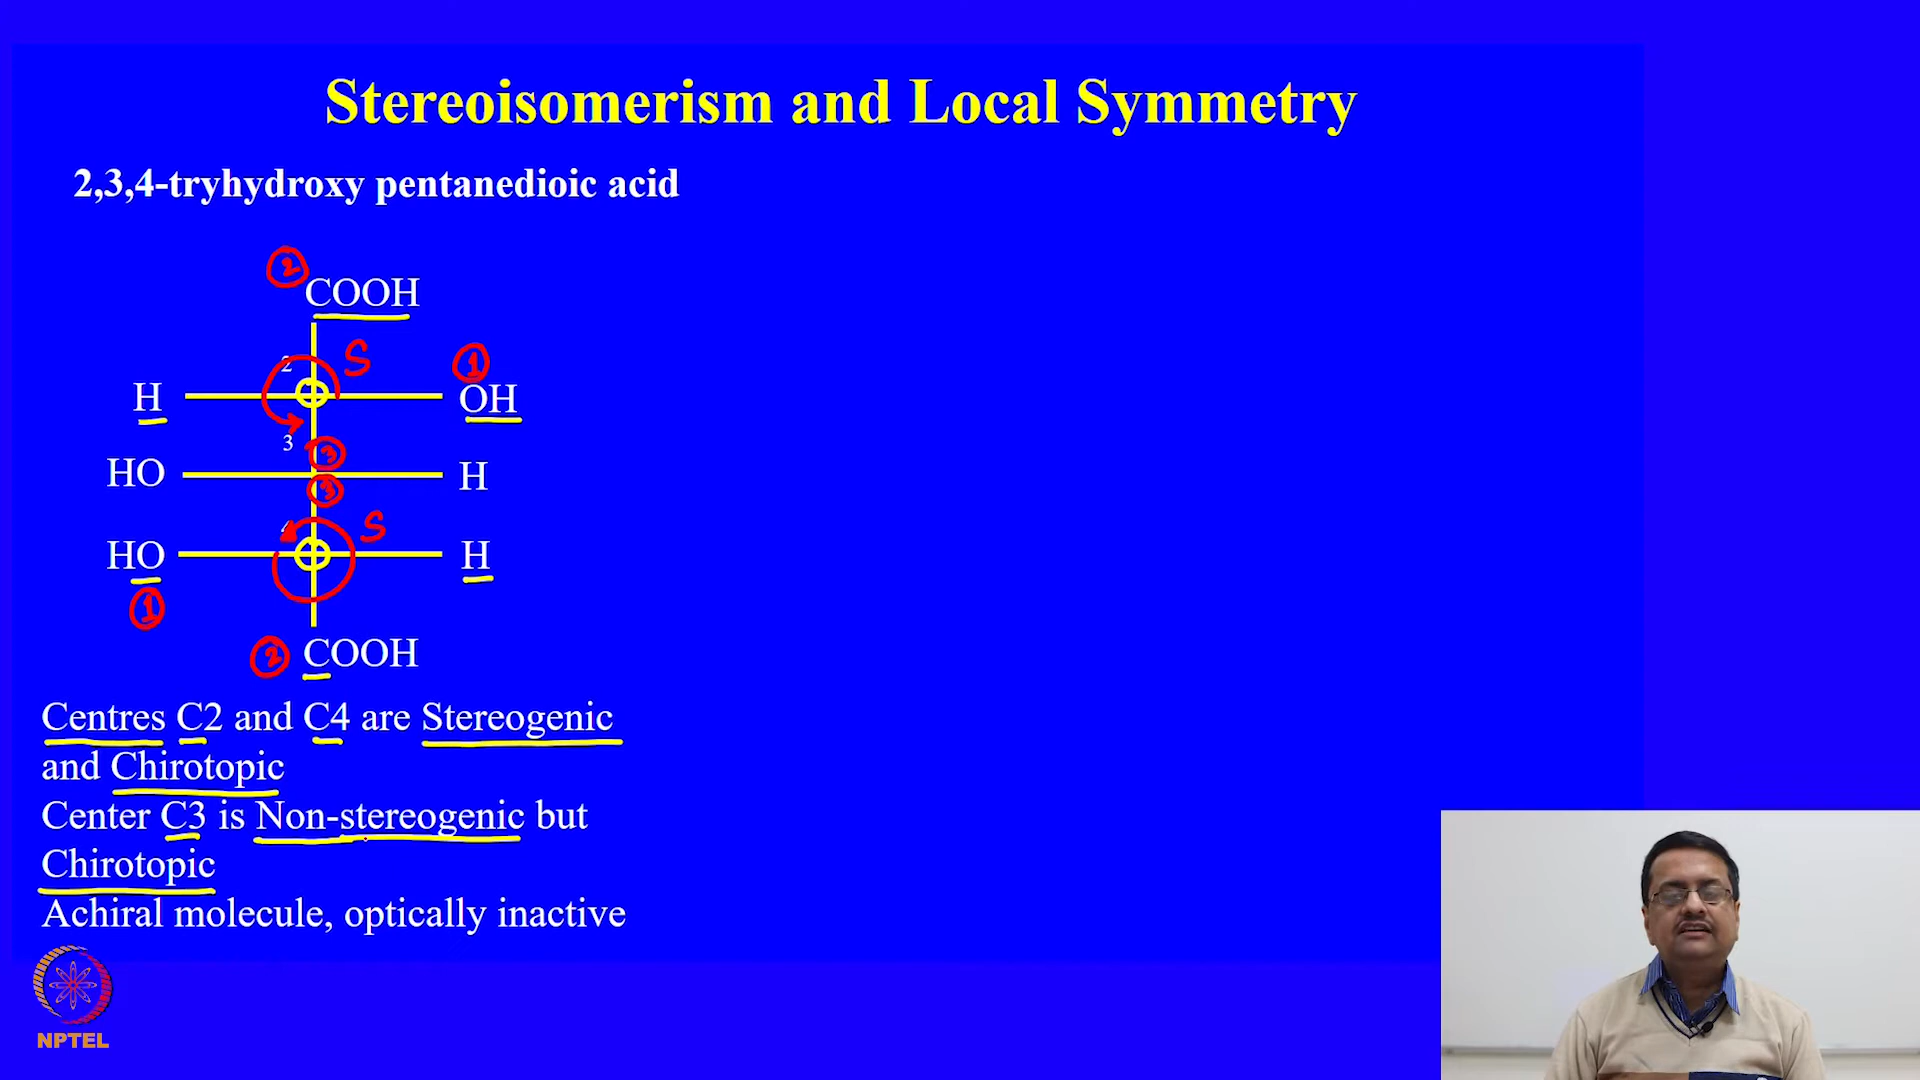 Stereoisomerism and Local Symmetry
2,3,4-tryhydroxy pentanedioic acid
2
COOH
2 S 1
H OH
3 3
HO H
3
4 S
HO H
1
2 COOH
Centres C2 and C4 are Stereogenic
and Chirotopic
Center C3 is Non-stereogenic but
Chirotopic
Achiral molecule, optically inactive
NPTEL